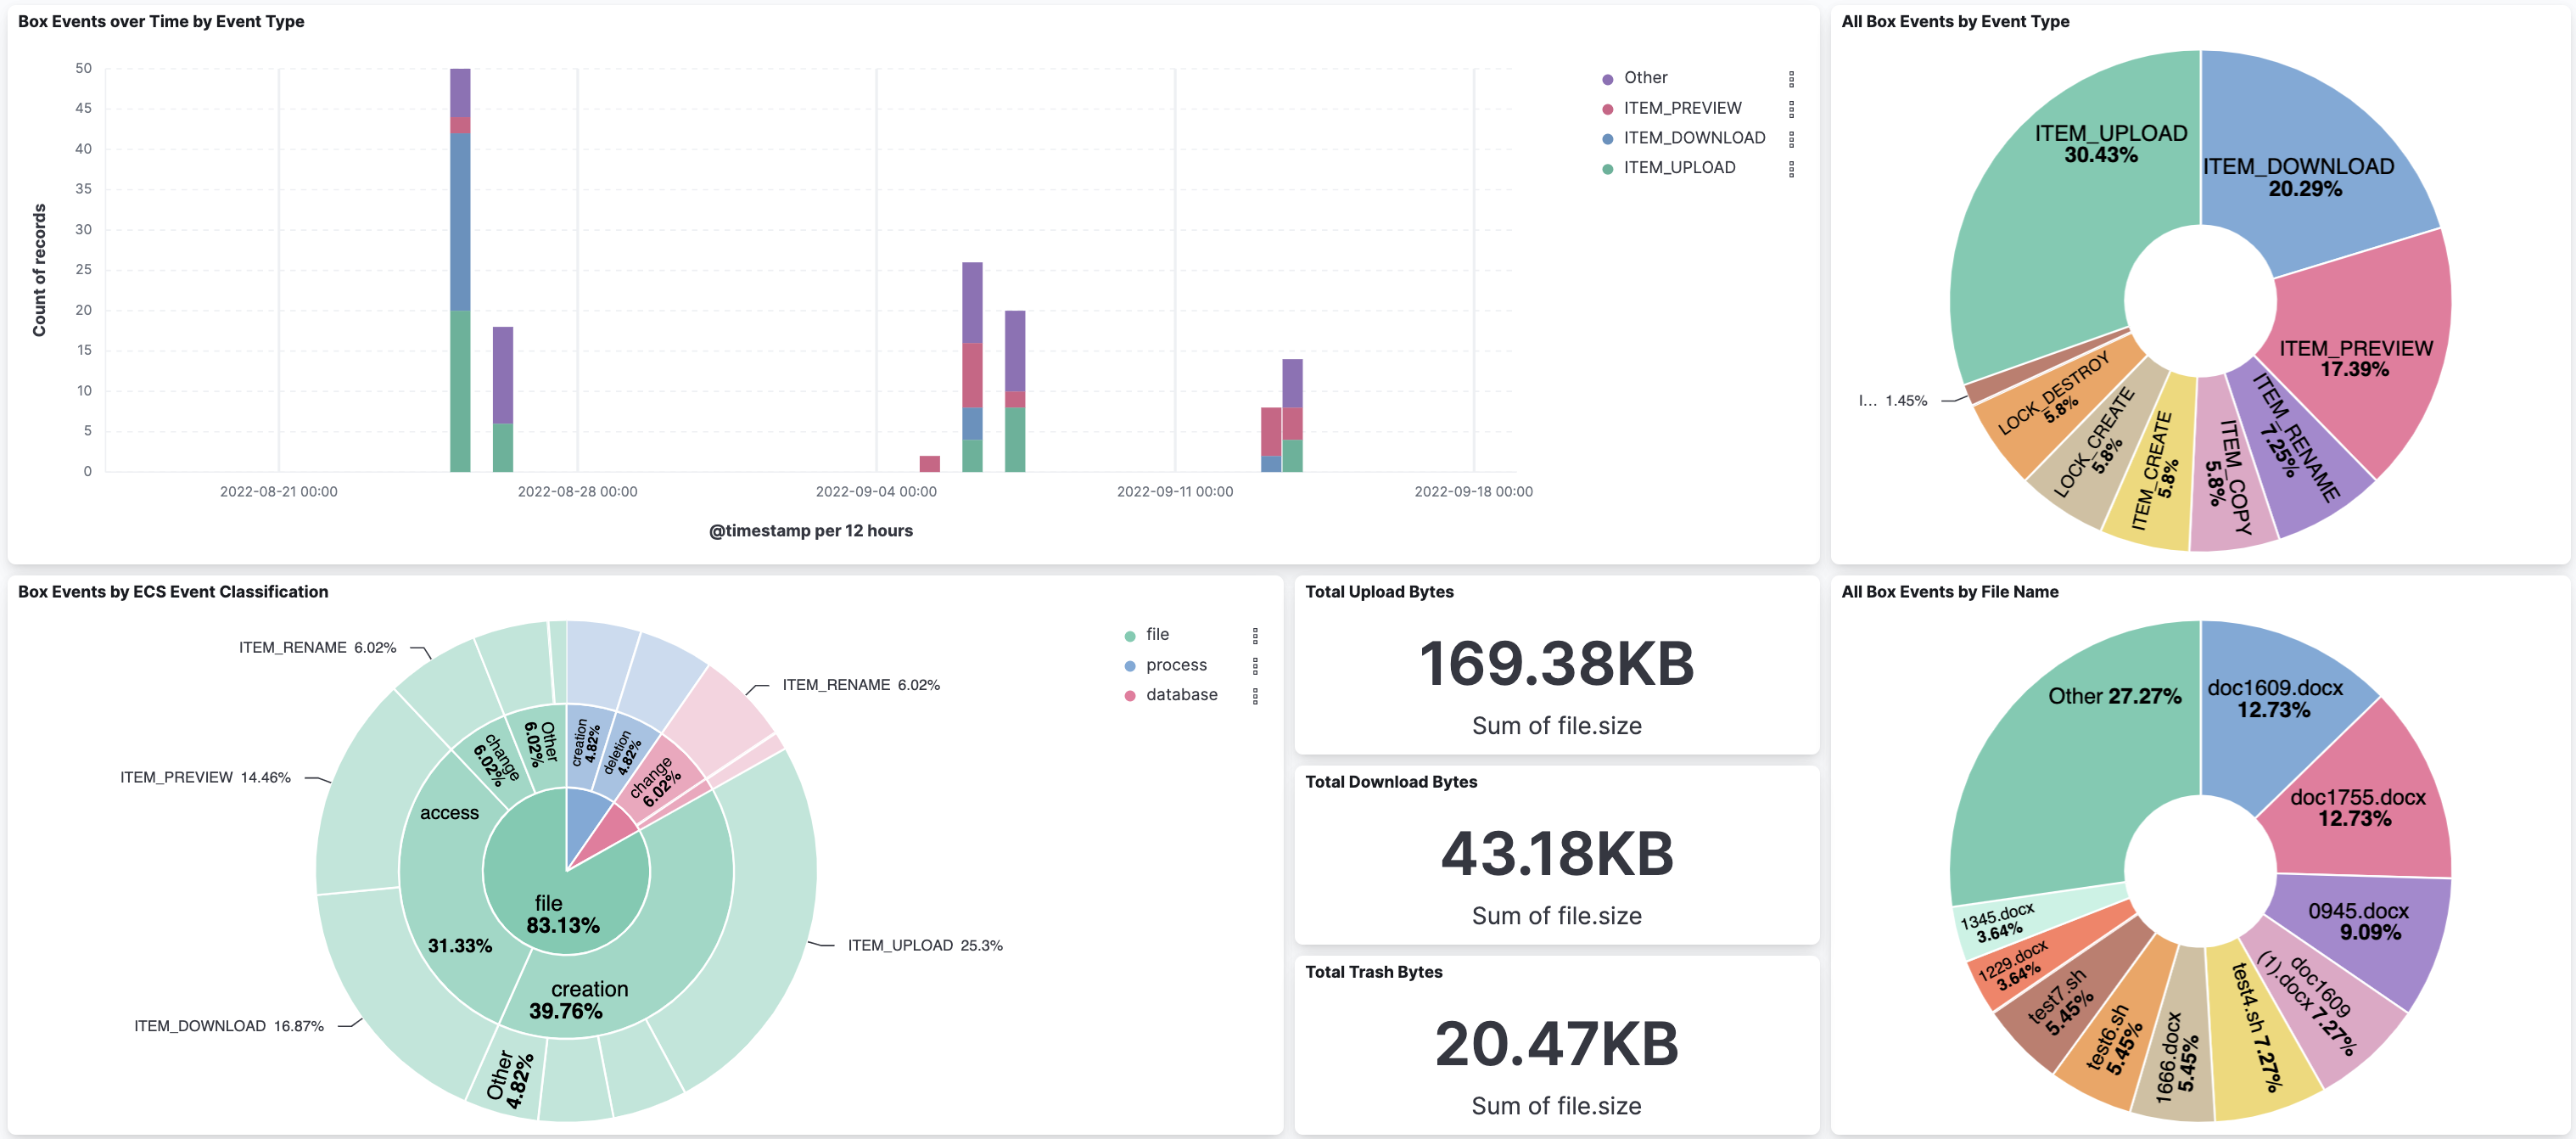 Box Events over Time by Event Type
50
45
40
35
30
25
20
15
10
5
0
Count of records
2022-08-21 00:00
2022-08-28 00:00
2022-09-04 00:00
2022-09-11 00:00
2022-09-18 00:00
@timestamp per 12 hours
Other
ITEM_PREVIEW
ITEM_DOWNLOAD
ITEM_UPLOAD
All Box Events by Event Type
ITEM_UPLOAD
30.43%
ITEM_DOWNLOAD
20.29%
ITEM_PREVIEW
17.39%
ITEM_RENAME
7.25%
ITEM_COPY
5.8%
ITEM_CREATE
5.8%
LOCK_CREATE
5.8%
LOCK_DESTROY
5.8%
I... 1.45%
Box Events by ECS Event Classification
ITEM_RENAME 6.02%
ITEM_PREVIEW 14.46%
ITEM_DOWNLOAD 16.87%
ITEM_RENAME 6.02%
ITEM_UPLOAD 25.3%
change
6.02%
Other
6.02%
creation
4.82%
deletion
4.82%
change
6.02%
access
31.33%
file
83.13%
creation
39.76%
Other
4.82%
file
process
database
Total Upload Bytes
169.38KB
Sum of file.size
Total Download Bytes
43.18KB
Sum of file.size
Total Trash Bytes
20.47KB
Sum of file.size
All Box Events by File Name
Other 27.27%
doc1609.docx
12.73%
doc1755.docx
12.73%
0945.docx
9.09%
doc1609
(1).docx 7.27%
test4.sh 7.27%
1666.docx
5.45%
test6.sh
5.45%
test7.sh
5.45%
1229.docx
3.64%
1345.docx
3.64%